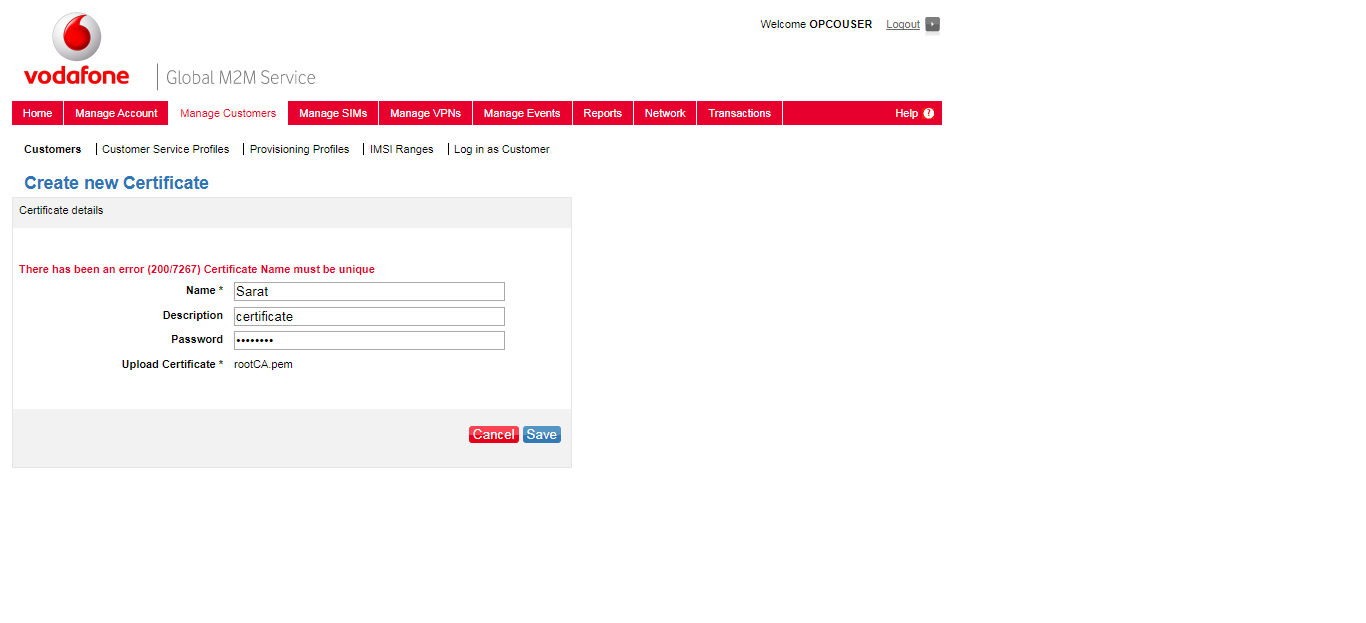 Welcome OPCOUSER Logout
vodafone Global M2M Service
Home Manage Account Manage Customers Manage SIMs Manage VPNs Manage Events Reports Network Transactions Help ?
Customers Customer Service Profiles Provisioning Profiles IMSI Ranges Log in as Customer
Create new Certificate
Certificate details
There has been an error (200/7267) Certificate Name must be unique
Name * Sarat
Description certificate
Password ••••••••
Upload Certificate * rootCA.pem
Cancel Save